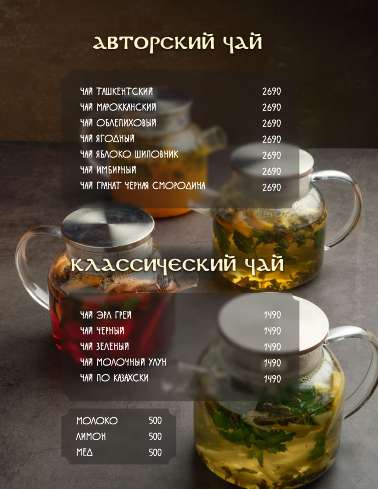 АВТОРСКИЙ ЧАЙ
ЧАЙ ТАШКЕНТСКИЙ 2690
ЧАЙ МАРОККАНСКИЙ 2690
ЧАЙ ОБЛЕПИХОВЫЙ 2690
ЧАЙ ЯГОДНЫЙ 2690
ЧАЙ ЯБЛОКО ШИПОВНИК 2690
ЧАЙ ИМБИРНЫЙ 2690
ЧАЙ ГРАНАТ ЧЕРНАЯ СМОРОДИНА 2690
КЛАССИЧЕСКИЙ ЧАЙ
ЧАЙ ЭРЛ ГРЕЙ 1490
ЧАЙ ЧЕРНЫЙ 1490
ЧАЙ ЗЕЛЕНЫЙ 1490
ЧАЙ МОЛОЧНЫЙ УЛУН 1490
ЧАЙ ПО КАЗАХСКИ 1490
МОЛОКО 500
ЛИМОН 500
МЕД 500